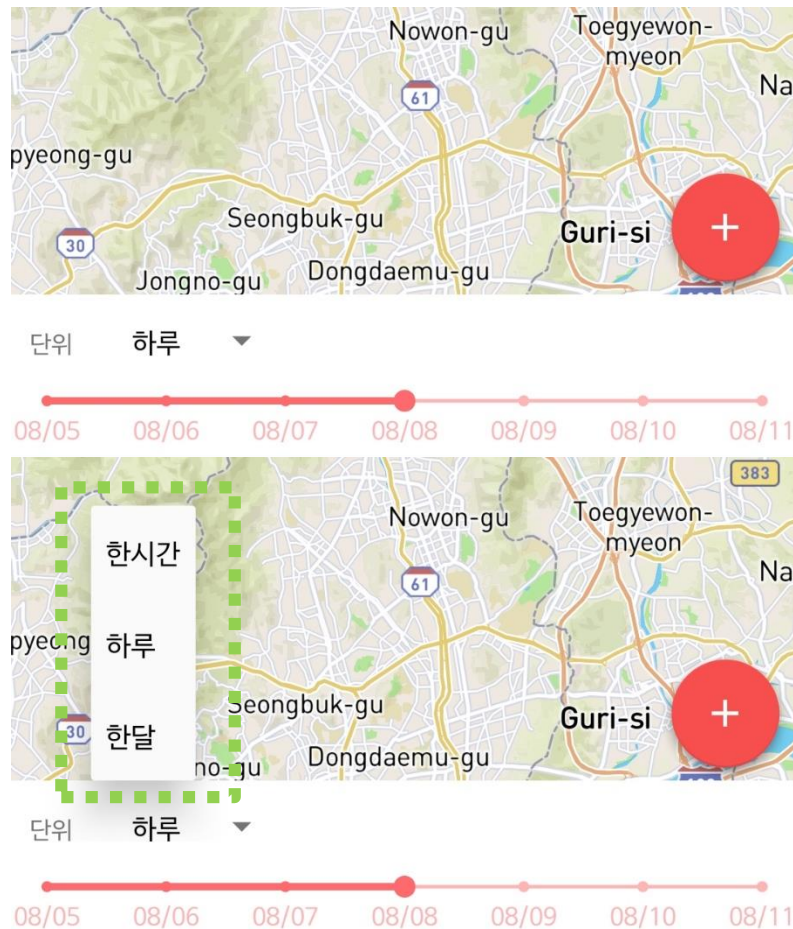 Nowon-gu
Toegyewon-
myeon
61
Na
pyeong-gu
Seongbuk-gu
Guri-si
+
30
Jongno-gu
Dongdaemu-gu
단위 하루
08/05 08/06 08/07 08/08 08/09 08/10 08/11
383
한시간
Nowon-gu
Toegyewon-
myeon
61
Na
pyeong
하루
Seongbuk-gu
Guri-si
+
30
한달
no-gu
Dongdaemu-gu
단위 하루
08/05 08/06 08/07 08/08 08/09 08/10 08/11